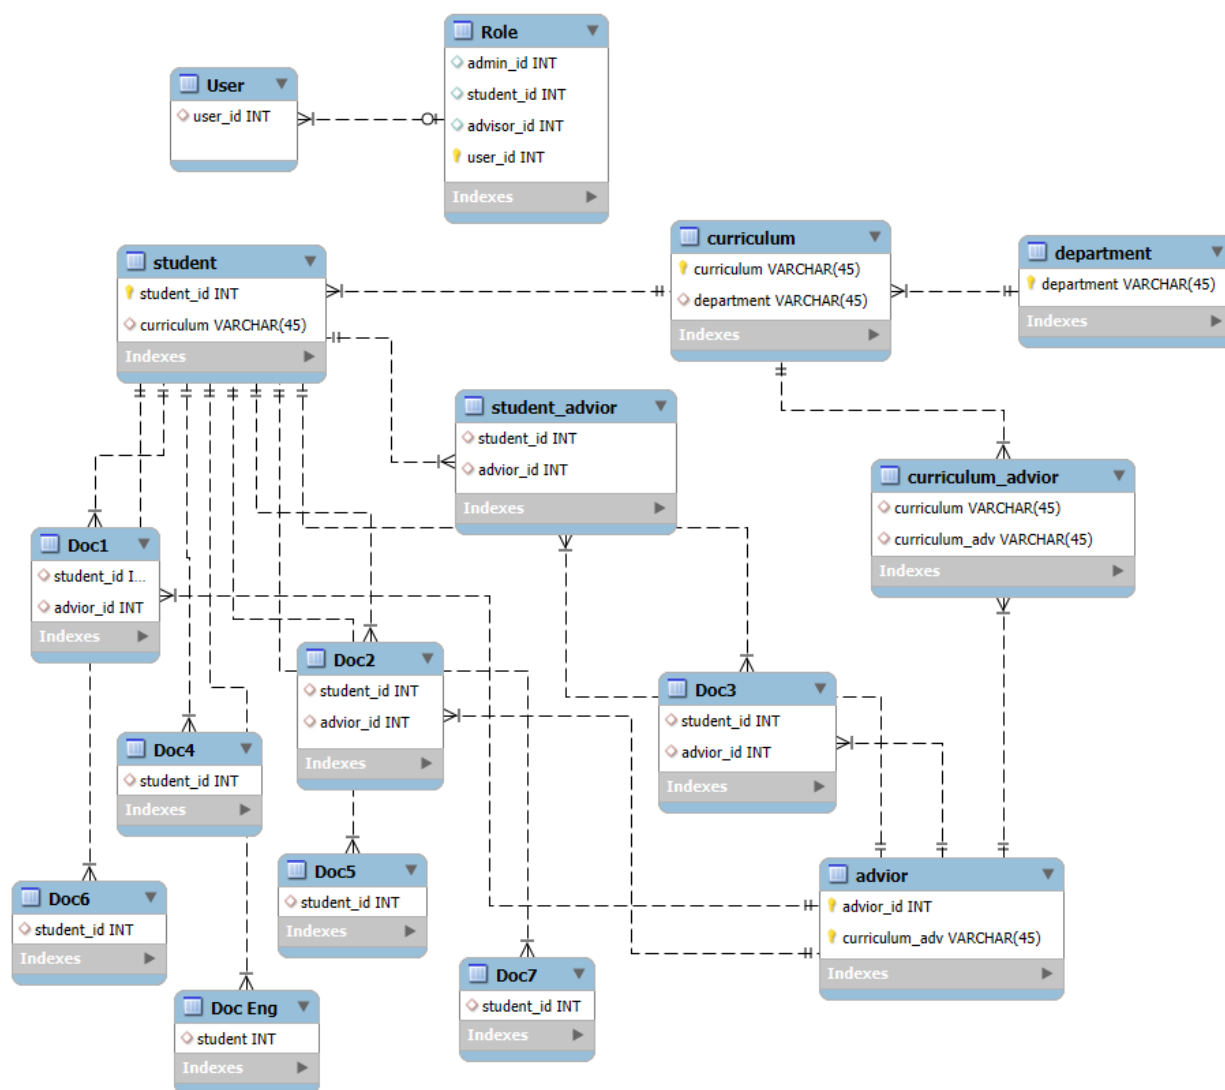 Role
admin_id INT
student_id INT
advisor_id INT
user_id INT
Indexes
User
user_id INT
student
student_id INT
curriculum VARCHAR(45)
Indexes
curriculum
curriculum VARCHAR(45)
department VARCHAR(45)
Indexes
department
department VARCHAR(45)
Indexes
student_advior
student_id INT
advior_id INT
Indexes
curriculum_advior
curriculum VARCHAR(45)
curriculum_adv VARCHAR(45)
Indexes
Doc1
student_id I...
advior_id INT
Indexes
Doc2
student_id INT
advior_id INT
Indexes
Doc3
student_id INT
advior_id INT
Indexes
Doc4
student_id INT
Indexes
Doc5
student_id INT
Indexes
advior
advior_id INT
curriculum_adv VARCHAR(45)
Indexes
Doc6
student_id INT
Indexes
Doc7
student_id INT
Indexes
Doc Eng
student INT
Indexes